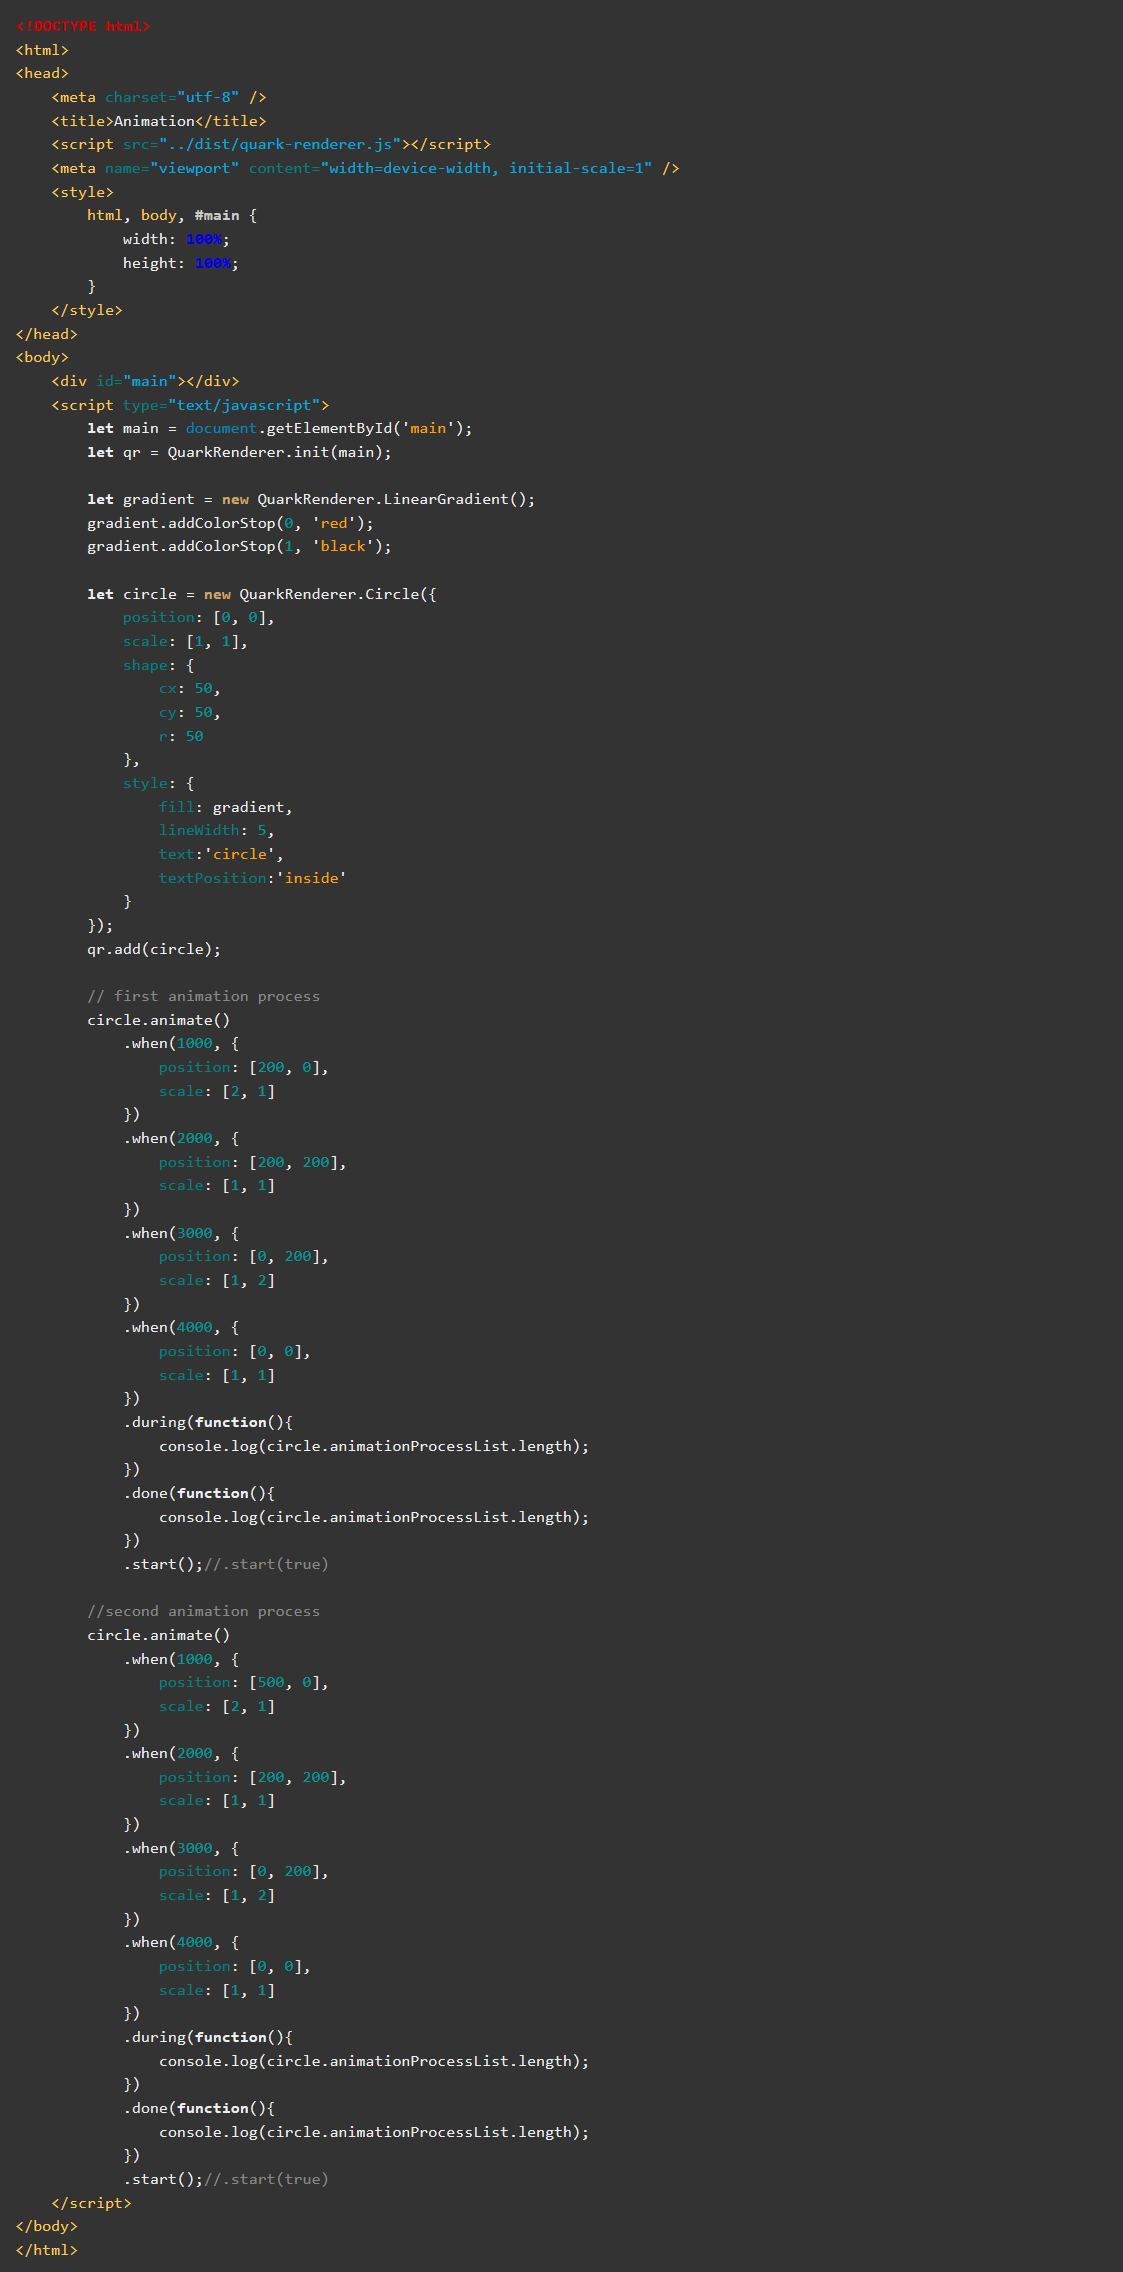 <!DOCTYPE html>
<html>
<head>
    <meta charset="utf-8" />
    <title>Animation</title>
    <script src="../dist/quark-renderer.js"></script>
    <meta name="viewport" content="width=device-width, initial-scale=1" />
    <style>
        html, body, #main {
            width: 100%;
            height: 100%;
        }
    </style>
</head>
<body>
    <div id="main"></div>
    <script type="text/javascript">
        let main = document.getElementById('main');
        let qr = QuarkRenderer.init(main);

        let gradient = new QuarkRenderer.LinearGradient();
        gradient.addColorStop(0, 'red');
        gradient.addColorStop(1, 'black');

        let circle = new QuarkRenderer.Circle({
            position: [0, 0],
            scale: [1, 1],
            shape: {
                cx: 50,
                cy: 50,
                r: 50
            },
            style: {
                fill: gradient,
                lineWidth: 5,
                text:'circle',
                textPosition:'inside'
            }
        });
        qr.add(circle);

        // first animation process
        circle.animate()
            .when(1000, {
                position: [200, 0],
                scale: [2, 1]
            })
            .when(2000, {
                position: [200, 200],
                scale: [1, 1]
            })
            .when(3000, {
                position: [0, 200],
                scale: [1, 2]
            })
            .when(4000, {
                position: [0, 0],
                scale: [1, 1]
            })
            .during(function(){
                console.log(circle.animationProcessList.length);
            })
            .done(function(){
                console.log(circle.animationProcessList.length);
            })
            .start();//.start(true)

        //second animation process
        circle.animate()
            .when(1000, {
                position: [500, 0],
                scale: [2, 1]
            })
            .when(2000, {
                position: [200, 200],
                scale: [1, 1]
            })
            .when(3000, {
                position: [0, 200],
                scale: [1, 2]
            })
            .when(4000, {
                position: [0, 0],
                scale: [1, 1]
            })
            .during(function(){
                console.log(circle.animationProcessList.length);
            })
            .done(function(){
                console.log(circle.animationProcessList.length);
            })
            .start();//.start(true)
    </script>
</body>
</html>